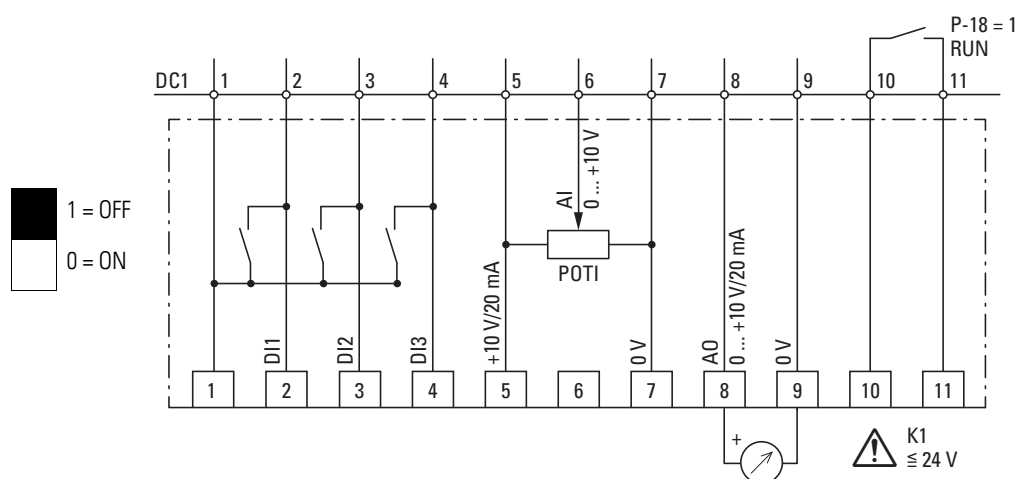 P-18 = 1
RUN
DC1 1 2 3 4 5 6 7 8 9 10 11
1 = OFF
0 = ON
AI
0 ... +10 V
POTI
DI1
DI2
DI3
+10 V/20 mA
0 V
AO
0 ... +10 V/20 mA
0 V
1 2 3 4 5 6 7 8 9 10 11
+
K1
≦ 24 V